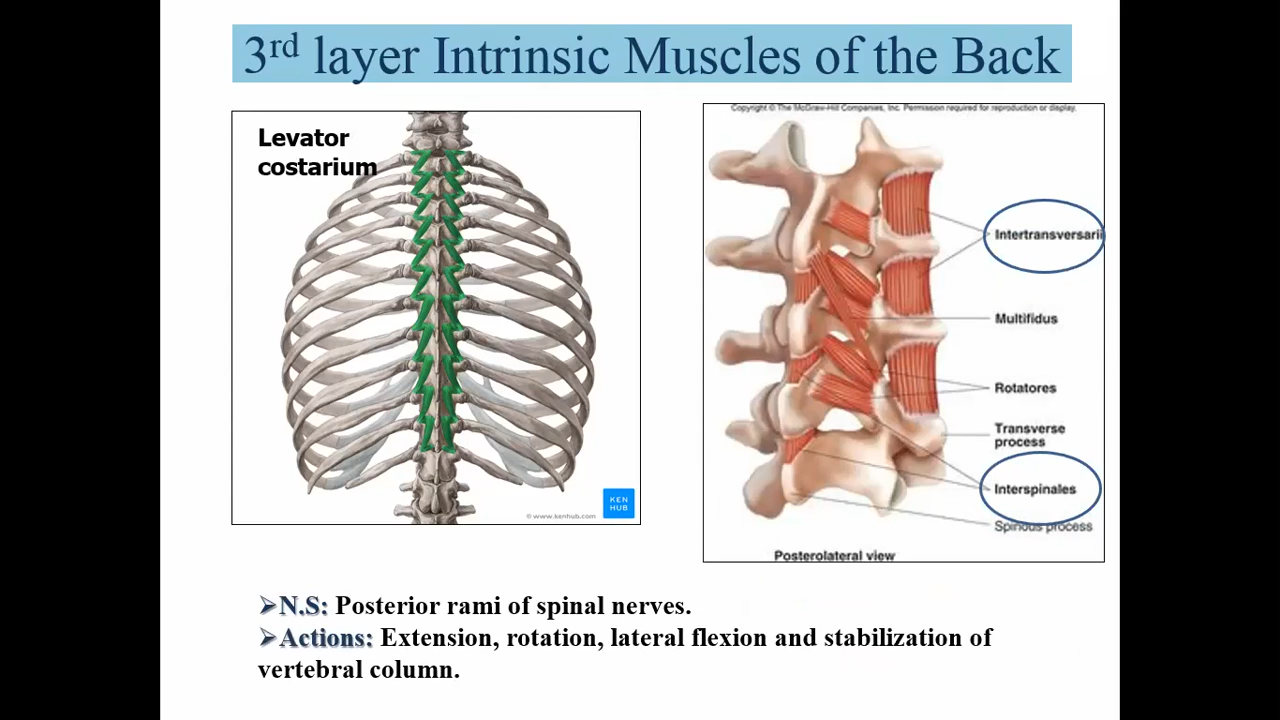 3rd layer Intrinsic Muscles of the Back
Levator
costarium
KEN
HUB
© www.kenhub.com
Copyright © The McGraw-Hill Companies, Inc. Permission required for reproduction or display.
Intertransversarii
Multifidus
Rotatores
Transverse
process
Interspinales
Spinous process
Posterolateral view
➢N.S: Posterior rami of spinal nerves.
➢Actions: Extension, rotation, lateral flexion and stabilization of
vertebral column.